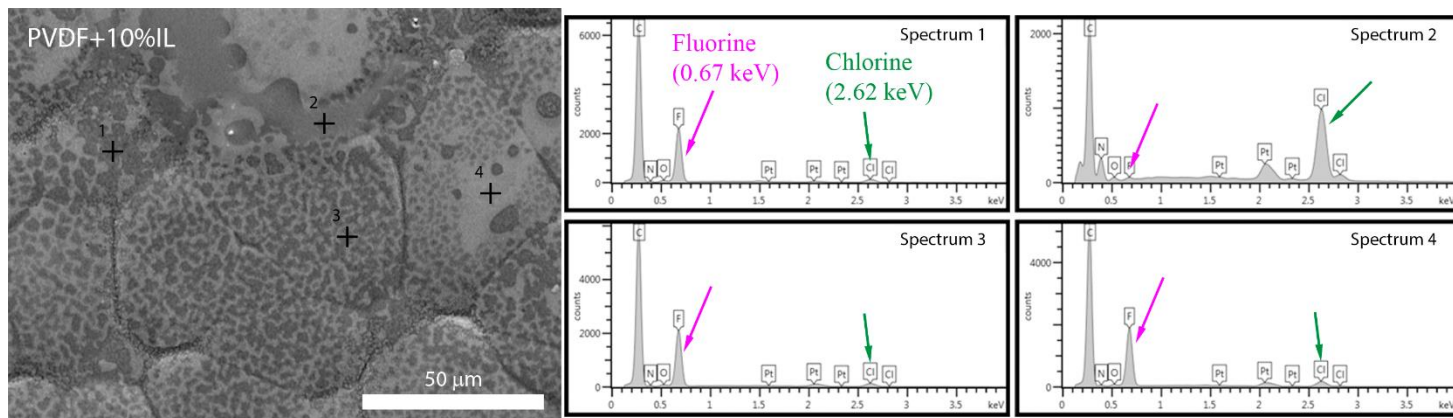 PVDF+10%IL
1
2
3
4
50 μm
Spectrum 1
C
6000
Fluorine
(0.67 keV)
Chlorine
(2.62 keV)
4000
counts
F
2000
N O Pt Pt Pt Cl Cl
0
0 0.5 1 1.5 2 2.5 3 3.5 keV
Spectrum 2
2000
C
counts
Cl
1000
N
O F Pt Pt Pt Cl
0
0 0.5 1 1.5 2 2.5 3 3.5 keV
Spectrum 3
C
4000
counts
F
2000
N O Pt Pt Pt Cl Cl
0
0 0.5 1 1.5 2 2.5 3 3.5 keV
Spectrum 4
C
4000
counts
F
2000
N O Pt Pt Pt Cl Cl
0
0 0.5 1 1.5 2 2.5 3 3.5 keV